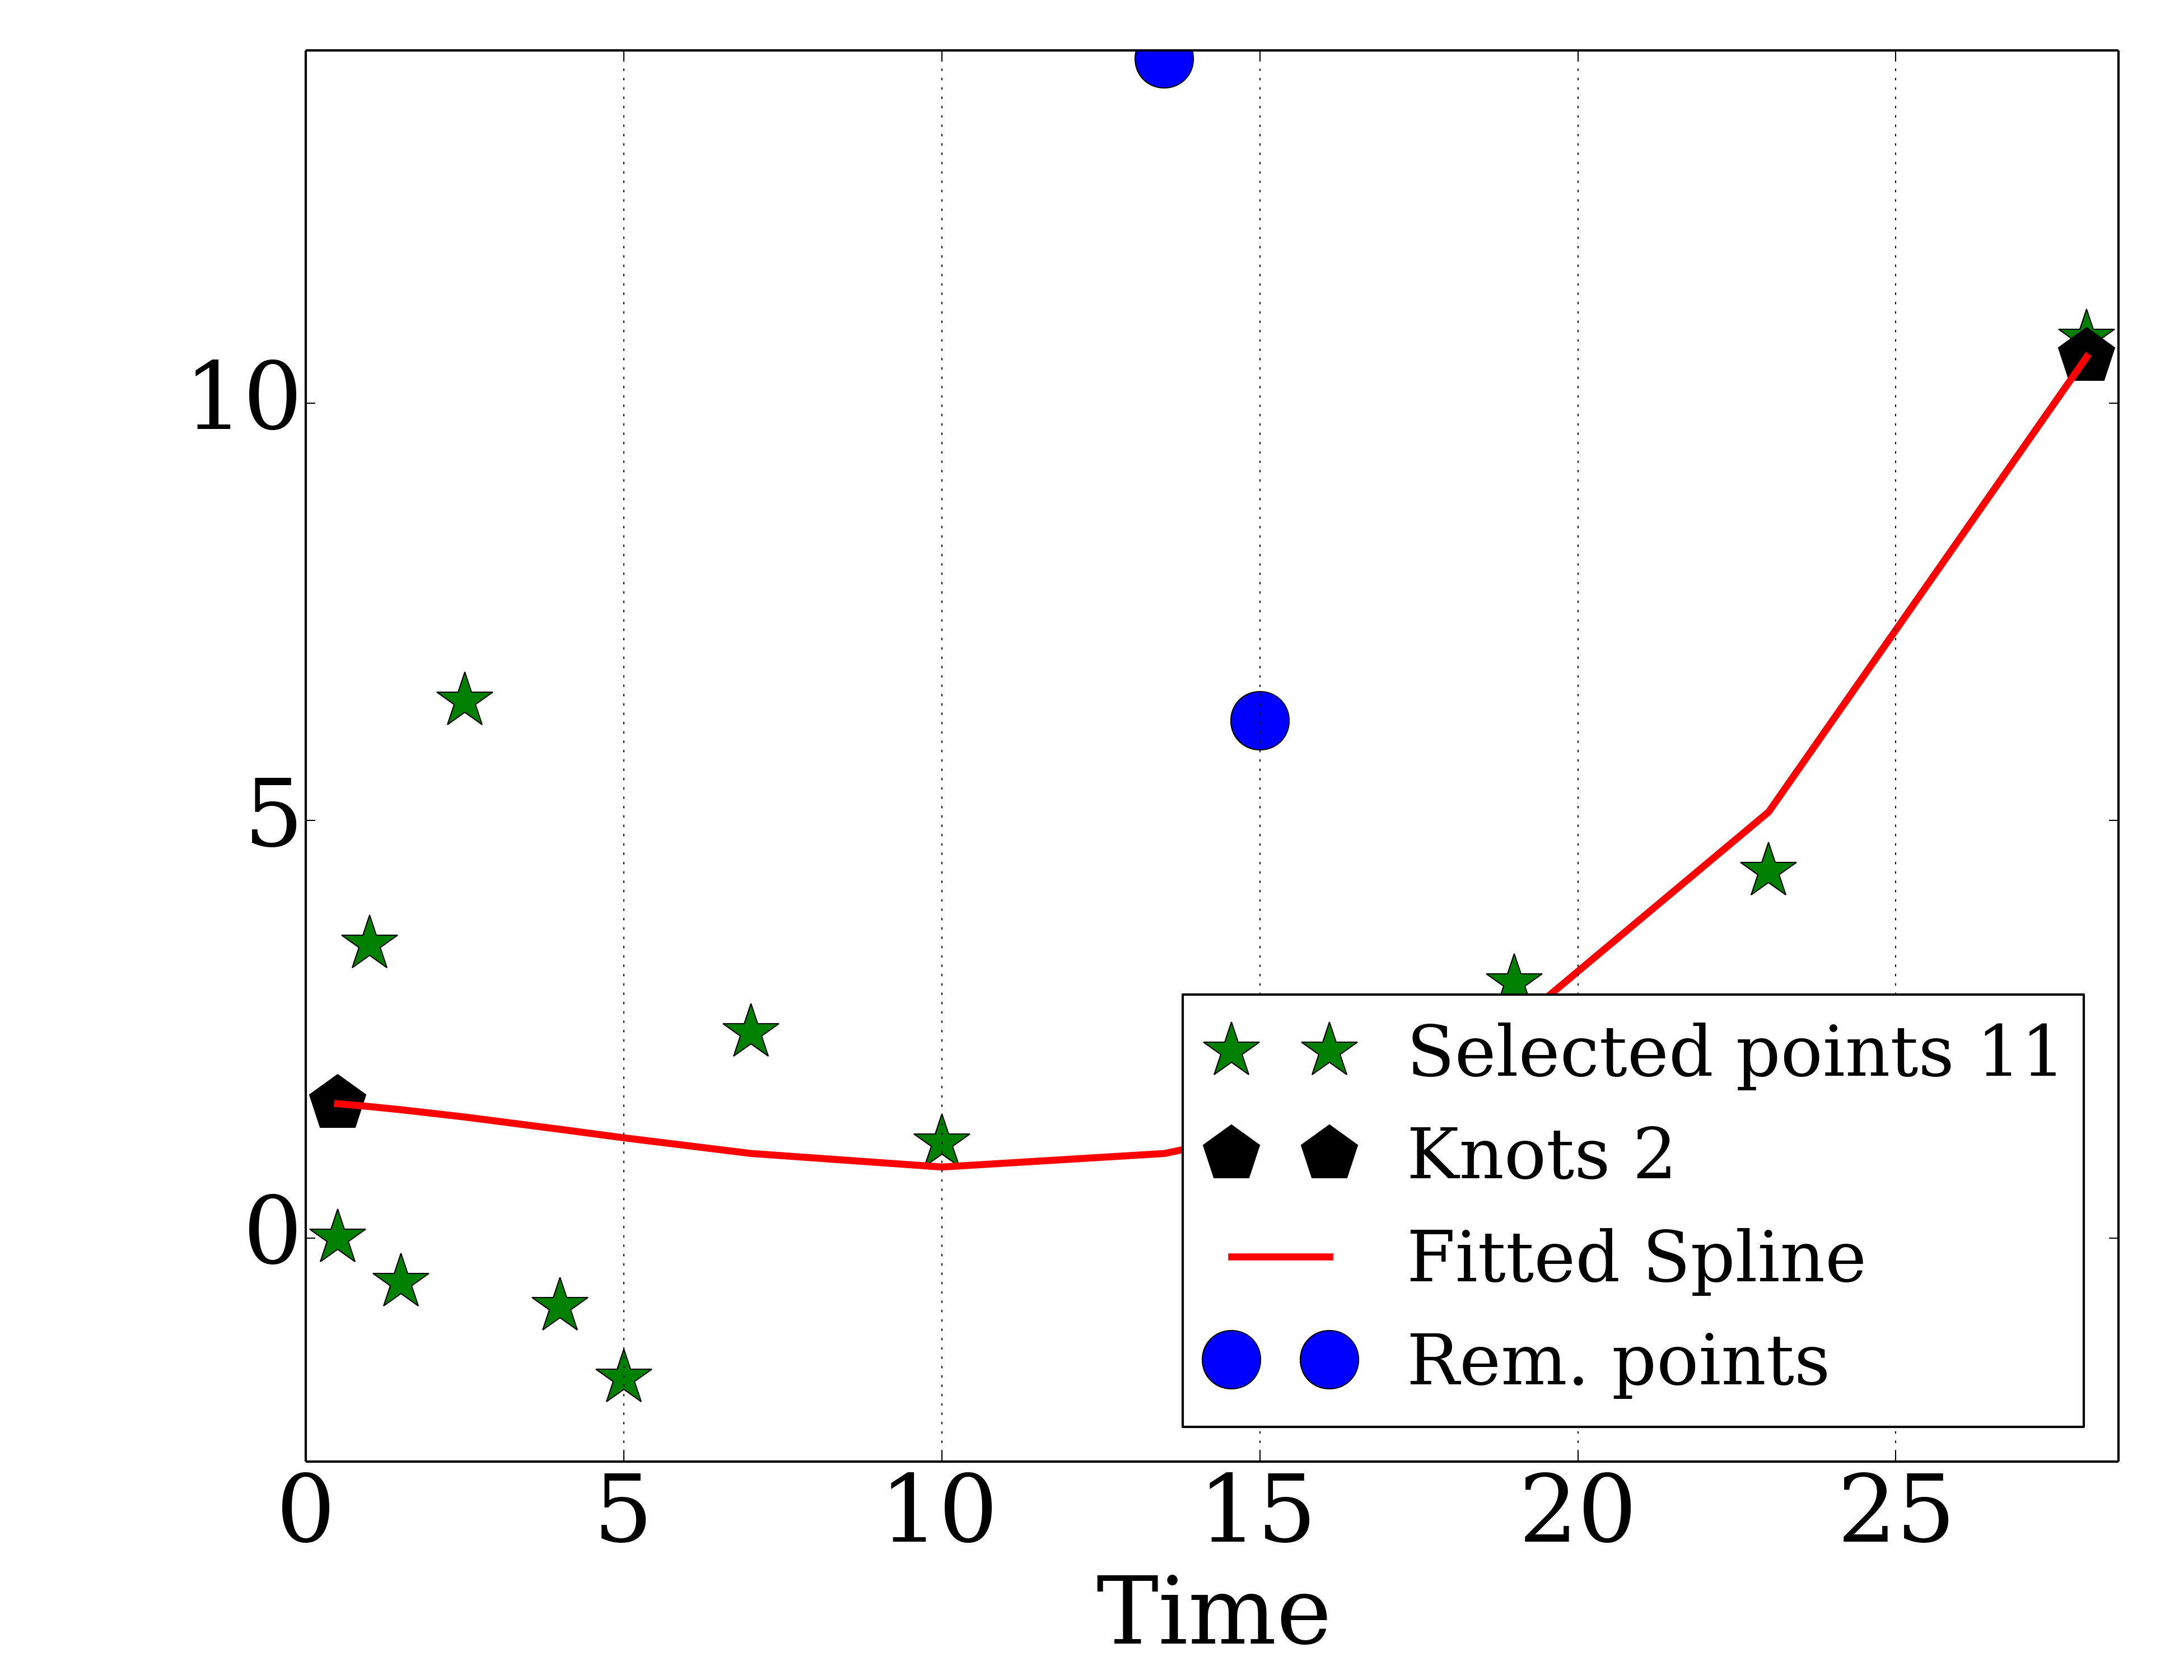 10
5
0
Selected points 11
Knots 2
Fitted Spline
Rem. points
0 5 10 15 20 25
Time